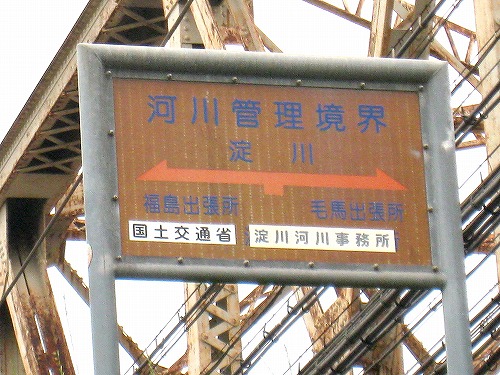 河川管理境界
淀川
福島出張所 毛馬出張所
国土交通省 淀川河川事務所